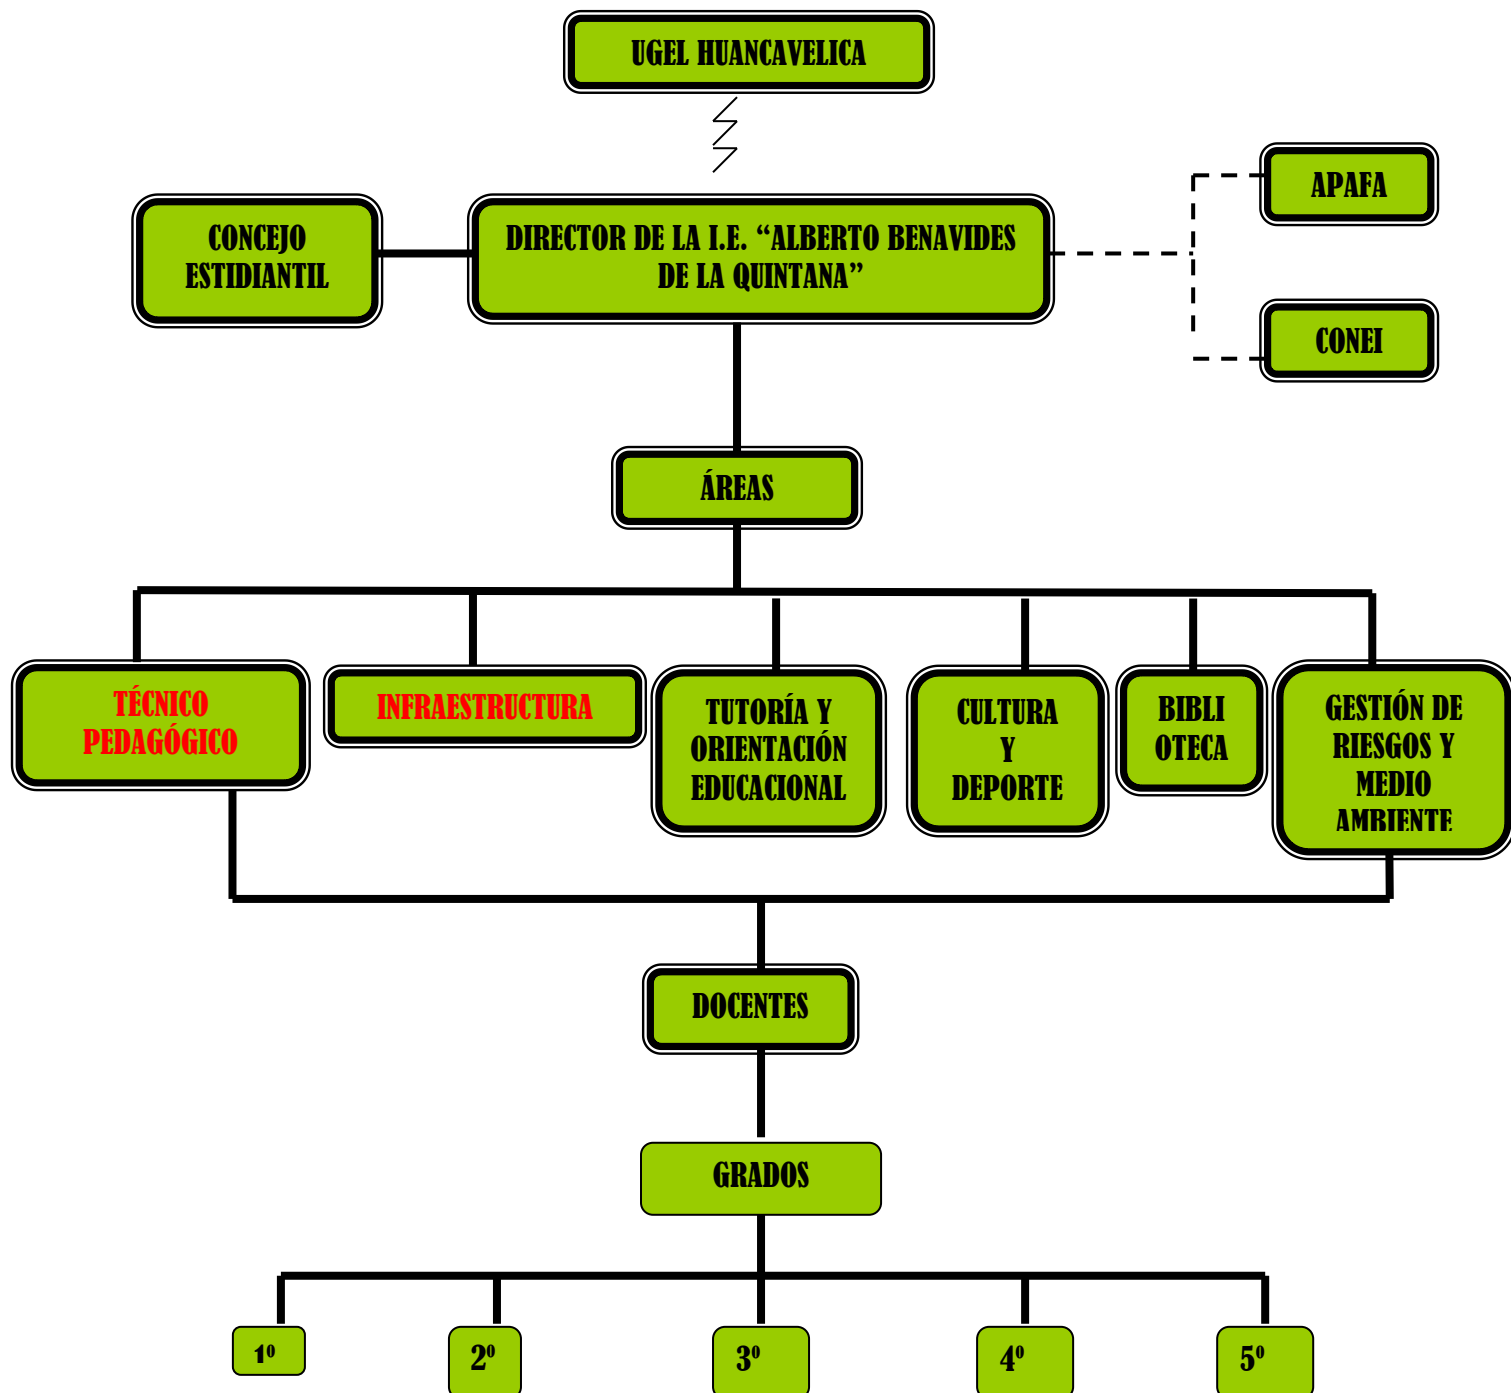 UGEL HUANCAVELICA
APAFA
CONCEJO
ESTIDIANTIL
DIRECTOR DE LA I.E. “ALBERTO BENAVIDES
DE LA QUINTANA”
CONEI
ÁREAS
TÉCNICO
PEDAGÓGICO
INFRAESTRUCTURA
TUTORÍA Y
ORIENTACIÓN
EDUCACIONAL
CULTURA
Y
DEPORTE
BIBLI
OTECA
GESTIÓN DE
RIESGOS Y
MEDIO
AMBIENTE
DOCENTES
GRADOS
1º
2º
3º
4º
5º